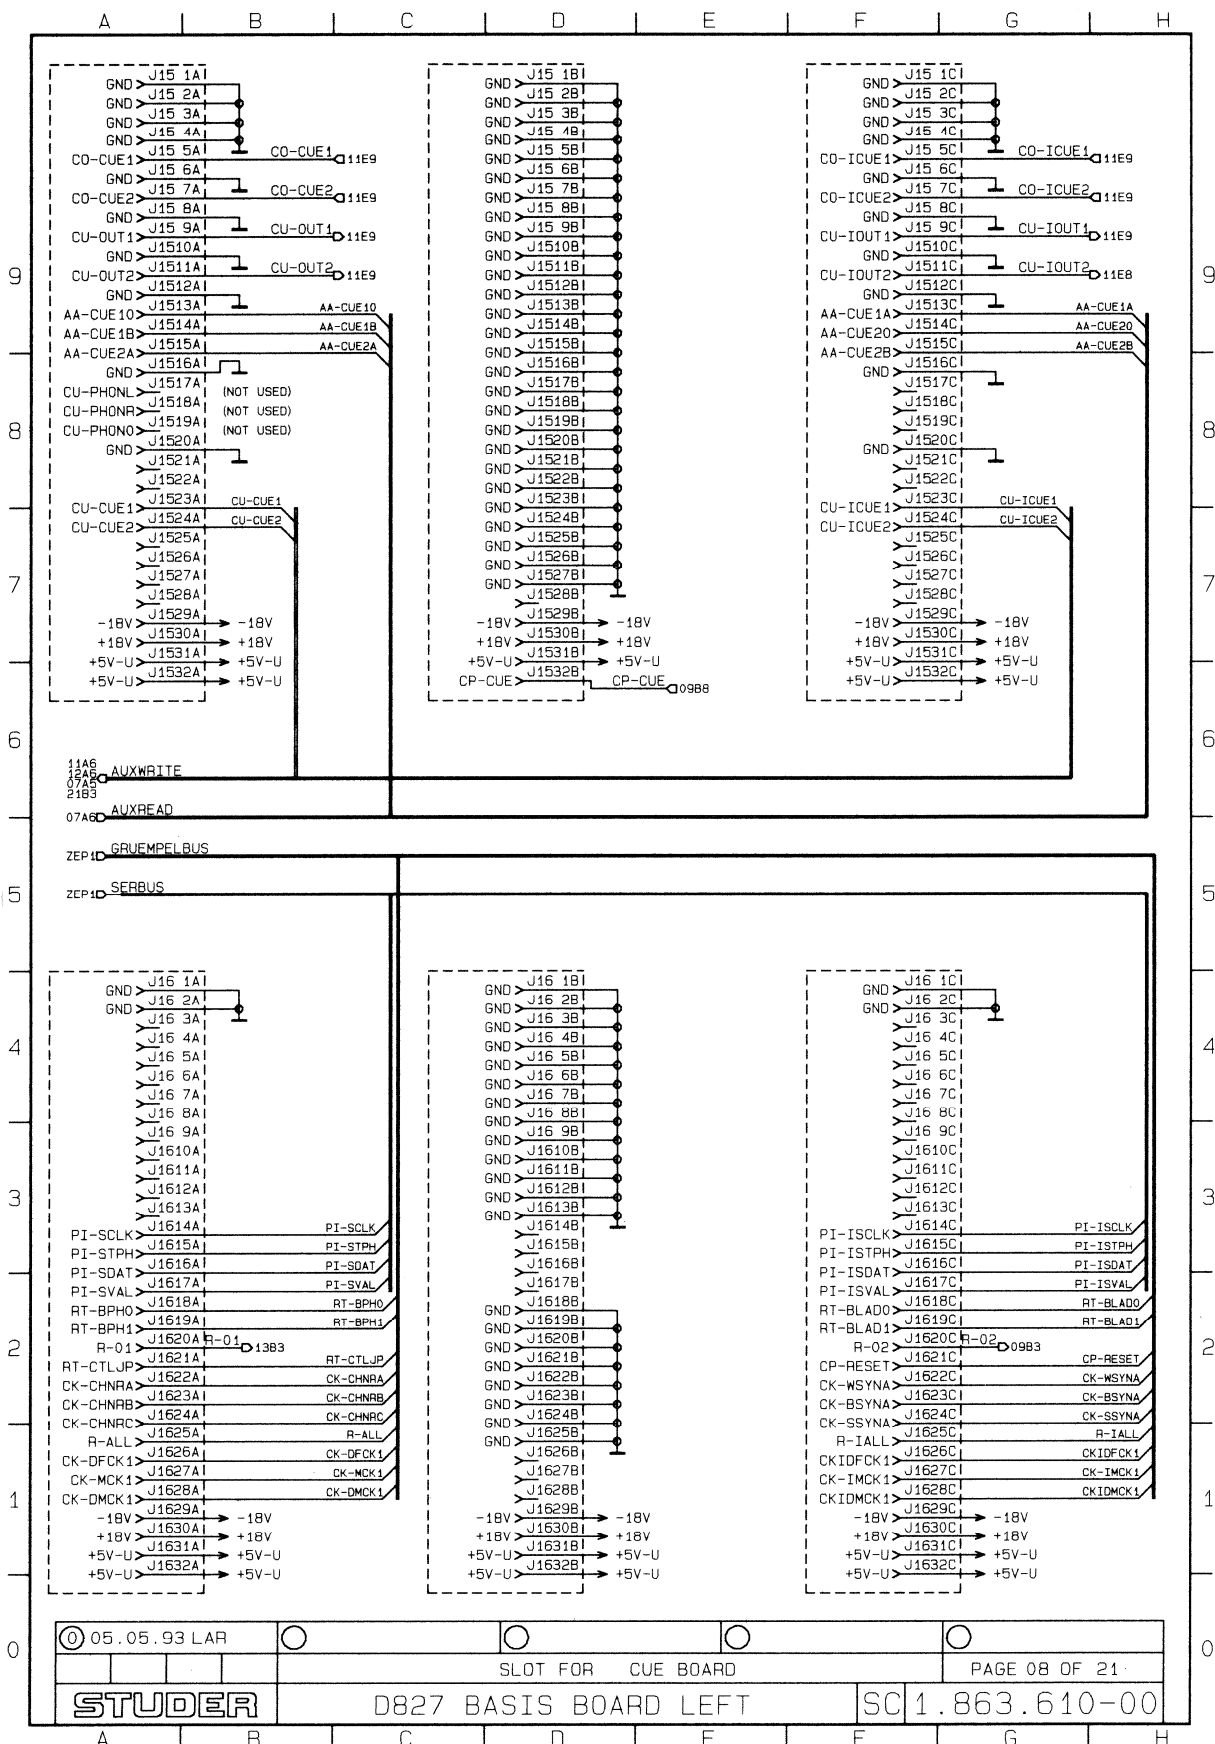 A B C D E F G H
J15 1A
GND
J15 2A
GND
J15 3A
GND
J15 4A
GND
J15 5A
CO-CUE1 CO-CUE1 11E9
J15 6A
GND
J15 7A
CO-CUE2 CO-CUE2 11E9
J15 8A
GND
J15 9A
CU-OUT1 CU-OUT1 11E9
J1510A
GND
J1511A
CU-OUT2 CU-OUT2 11E9
J1512A
GND
J1513A
AA-CUE10 AA-CUE10
J1514A
AA-CUE1B AA-CUE1B
J1515A
AA-CUE2A AA-CUE2A
J1516A
GND
J1517A
CU-PHONL (NOT USED)
J1518A
CU-PHONR (NOT USED)
J1519A
CU-PHONO (NOT USED)
J1520A
GND
J1521A
J1522A
J1523A
CU-CUE1 CU-CUE1
J1524A
CU-CUE2 CU-CUE2
J1525A
J1526A
J1527A
J1528A
J1529A
-18V -18V
J1530A
+18V +18V
J1531A
+5V-U +5V-U
J1532A
+5V-U +5V-U
J15 1B
GND
J15 2B
GND
J15 3B
GND
J15 4B
GND
J15 5B
GND
J15 6B
GND
J15 7B
GND
J15 8B
GND
J15 9B
GND
J1510B
GND
J1511B
GND
J1512B
GND
J1513B
GND
J1514B
GND
J1515B
GND
J1516B
GND
J1517B
GND
J1518B
GND
J1519B
GND
J1520B
GND
J1521B
GND
J1522B
GND
J1523B
GND
J1524B
GND
J1525B
GND
J1526B
GND
J1527B
GND
J1528B
J1529B
-18V -18V
J1530B
+18V +18V
J1531B
+5V-U +5V-U
J1532B
CP-CUE CP-CUE 09B8
J15 1C
GND
J15 2C
GND
J15 3C
GND
J15 4C
GND
J15 5C
CO-ICUE1 CO-ICUE1 11E9
J15 6C
GND
J15 7C
CO-ICUE2 CO-ICUE2 11E9
J15 8C
GND
J15 9C
CU-IOUT1 CU-IOUT1 11E9
J1510C
GND
J1511C
CU-IOUT2 CU-IOUT2 11E8
J1512C
GND
J1513C
AA-CUE1A AA-CUE1A
J1514C
AA-CUE20 AA-CUE20
J1515C
AA-CUE2B AA-CUE2B
J1516C
GND
J1517C
J1518C
J1519C
J1520C
GND
J1521C
J1522C
J1523C
CU-ICUE1 CU-ICUE1
J1524C
CU-ICUE2 CU-ICUE2
J1525C
J1526C
J1527C
J1528C
J1529C
-18V -18V
J1530C
+18V +18V
J1531C
+5V-U +5V-U
J1532C
+5V-U +5V-U
9 9
8 8
7 7
6 6
11A6
12A6 AUXWRITE
07A5
21B3
07A6 AUXREAD
ZEP1 GRUEMPELBUS
ZEP1 SERBUS
5 5
J16 1A
GND
J16 2A
GND
J16 3A
J16 4A
J16 5A
J16 6A
J16 7A
J16 8A
J16 9A
J1610A
J1611A
J1612A
J1613A
J1614A
PI-SCLK PI-SCLK
J1615A
PI-STPH PI-STPH
J1616A
PI-SDAT PI-SDAT
J1617A
PI-SVAL PI-SVAL
J1618A
RT-BPH0 RT-BPH0
J1619A
RT-BPH1 RT-BPH1
J1620A
R-01 R-01 13B3
J1621A
RT-CTLJP RT-CTLJP
J1622A
CK-CHNRA CK-CHNRA
J1623A
CK-CHNRB CK-CHNRB
J1624A
CK-CHNRC CK-CHNRC
J1625A
R-ALL R-ALL
J1626A
CK-DFCK1 CK-DFCK1
J1627A
CK-MCK1 CK-MCK1
J1628A
CK-DMCK1 CK-DMCK1
J1629A
-18V -18V
J1630A
+18V +18V
J1631A
+5V-U +5V-U
J1632A
+5V-U +5V-U
J16 1B
GND
J16 2B
GND
J16 3B
GND
J16 4B
GND
J16 5B
GND
J16 6B
GND
J16 7B
GND
J16 8B
GND
J16 9B
GND
J1610B
GND
J1611B
GND
J1612B
GND
J1613B
GND
J1614B
J1615B
J1616B
J1617B
J1618B
GND
J1619B
GND
J1620B
GND
J1621B
GND
J1622B
GND
J1623B
GND
J1624B
GND
J1625B
GND
J1626B
J1627B
J1628B
J1629B
-18V -18V
J1630B
+18V +18V
J1631B
+5V-U +5V-U
J1632B
+5V-U +5V-U
J16 1C
GND
J16 2C
GND
J16 3C
J16 4C
J16 5C
J16 6C
J16 7C
J16 8C
J16 9C
J1610C
J1611C
J1612C
J1613C
J1614C
PI-ISCLK PI-ISCLK
J1615C
PI-ISTPH PI-ISTPH
J1616C
PI-ISDAT PI-ISDAT
J1617C
PI-ISVAL PI-ISVAL
J1618C
RT-BLAD0 RT-BLAD0
J1619C
RT-BLAD1 RT-BLAD1
J1620C
R-02 R-02 09B3
J1621C
CP-RESET CP-RESET
J1622C
CK-WSYNA CK-WSYNA
J1623C
CK-BSYNA CK-BSYNA
J1624C
CK-SSYNA CK-SSYNA
J1625C
R-IALL R-IALL
J1626C
CKIDFCK1 CKIDFCK1
J1627C
CK-IMCK1 CK-IMCK1
J1628C
CKIDMCK1 CKIDMCK1
J1629C
-18V -18V
J1630C
+18V +18V
J1631C
+5V-U +5V-U
J1632C
+5V-U +5V-U
4 4
3 3
2 2
1 1
0 0
0 05.05.93 LAR
SLOT FOR CUE BOARD PAGE 08 OF 21
STUDER D827 BASIS BOARD LEFT SC 1.863.610-00
A B C D E F G H